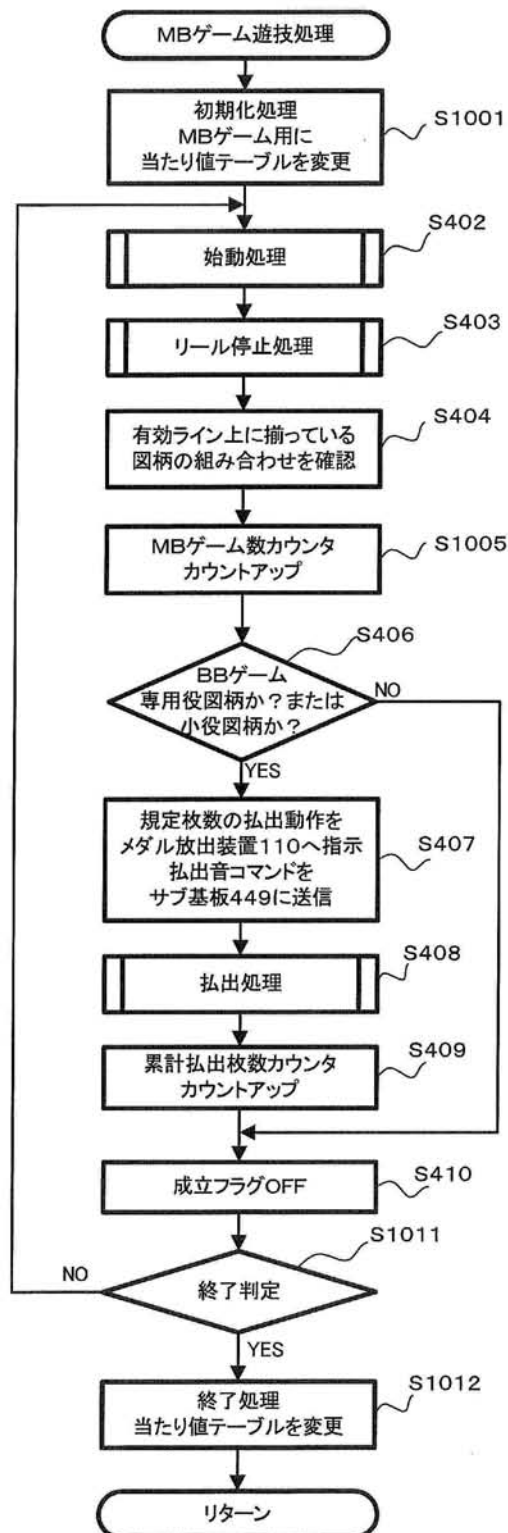 MBゲーム遊技処理
初期化処理
MBゲーム用に
当たり値テーブルを変更
S1001
S402
始動処理
S403
リール停止処理
S404
有効ライン上に揃っている
図柄の組み合わせを確認
MBゲーム数カウンタ
カウントアップ
S1005
S406
BBゲーム
専用役図柄か？または
小役図柄か？
NO
YES
規定枚数の払出動作を
メダル放出装置110へ指示
払出音コマンドを
サブ基板449に送信
S407
S408
払出処理
S409
累計払出枚数カウンタ
カウントアップ
成立フラグOFF
S410
S1011
NO
終了判定
YES
S1012
終了処理
当たり値テーブルを変更
リターン